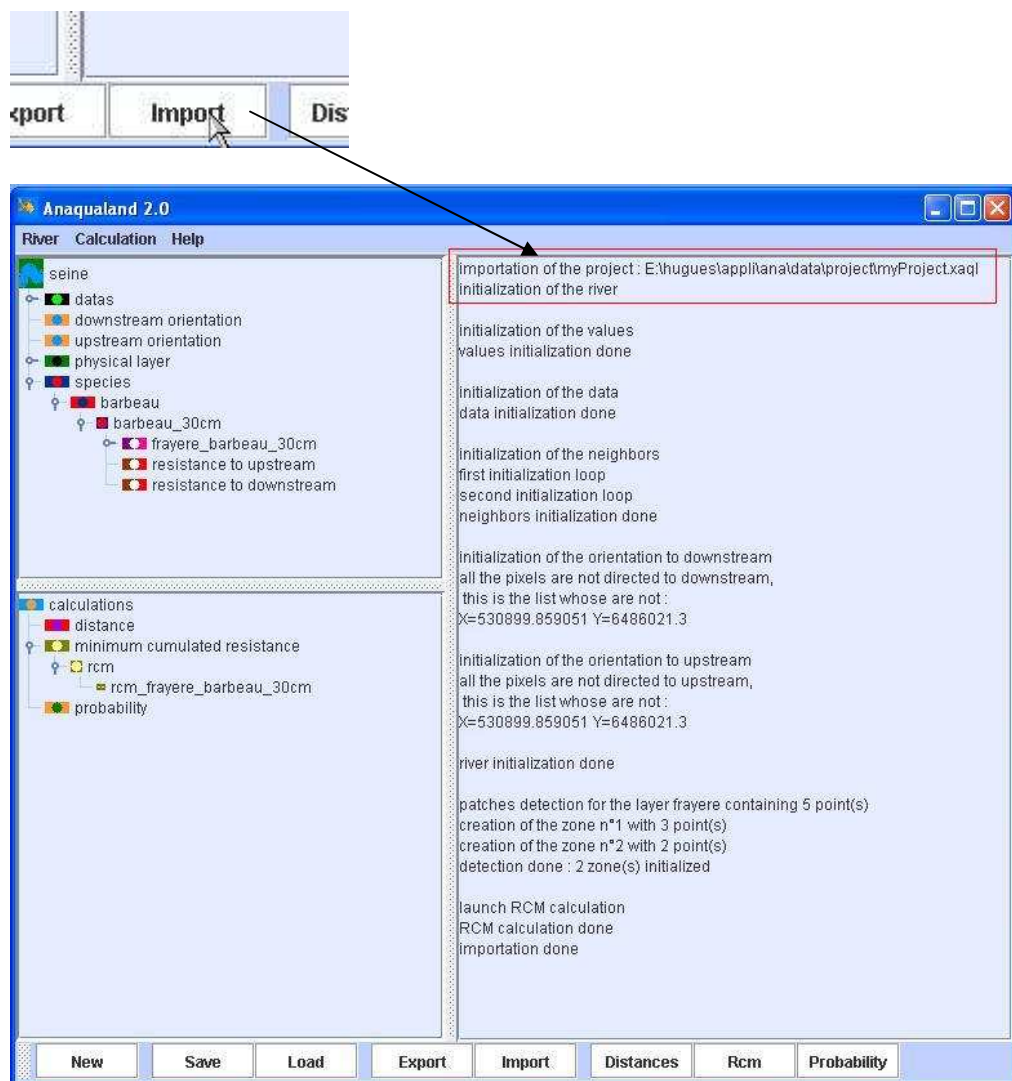 Import
Anaqualand 2.0
River Calculation Help
seine
datas
downstream orientation
upstream orientation
physical layer
species
barbeau
barbeau_30cm
frayere_barbeau_30cm
resistance to upstream
resistance to downstream
calculations
distance
minimum cumulated resistance
rcm
rcm_frayere_barbeau_30cm
probability
importation of the project : E:\hugues\appli\ana\data\project\myProject.xaql
initialization of the river
initialization of the values
values initialization done
initialization of the data
data initialization done
initialization of the neighbors
first initialization loop
second initialization loop
neighbors initialization done
initialization of the orientation to downstream
all the pixels are not directed to downstream,
this is the list whose are not :
X=530899.859051 Y=6486021.3
initialization of the orientation to upstream
all the pixels are not directed to upstream,
this is the list whose are not :
X=530899.859051 Y=6486021.3
river initialization done
patches detection for the layer frayere containing 5 point(s)
creation of the zone n°1 with 3 point(s)
creation of the zone n°2 with 2 point(s)
detection done : 2 zone(s) initialized
launch RCM calculation
RCM calculation done
importation done
New Save Load Export Import Distances Rcm Probability